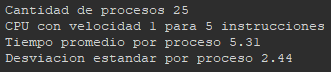 Cantidad de procesos 25
CPU con velocidad 1 para 5 instrucciones
Tiempo promedio por proceso 5.31
Desviacion estandar por proceso 2.44